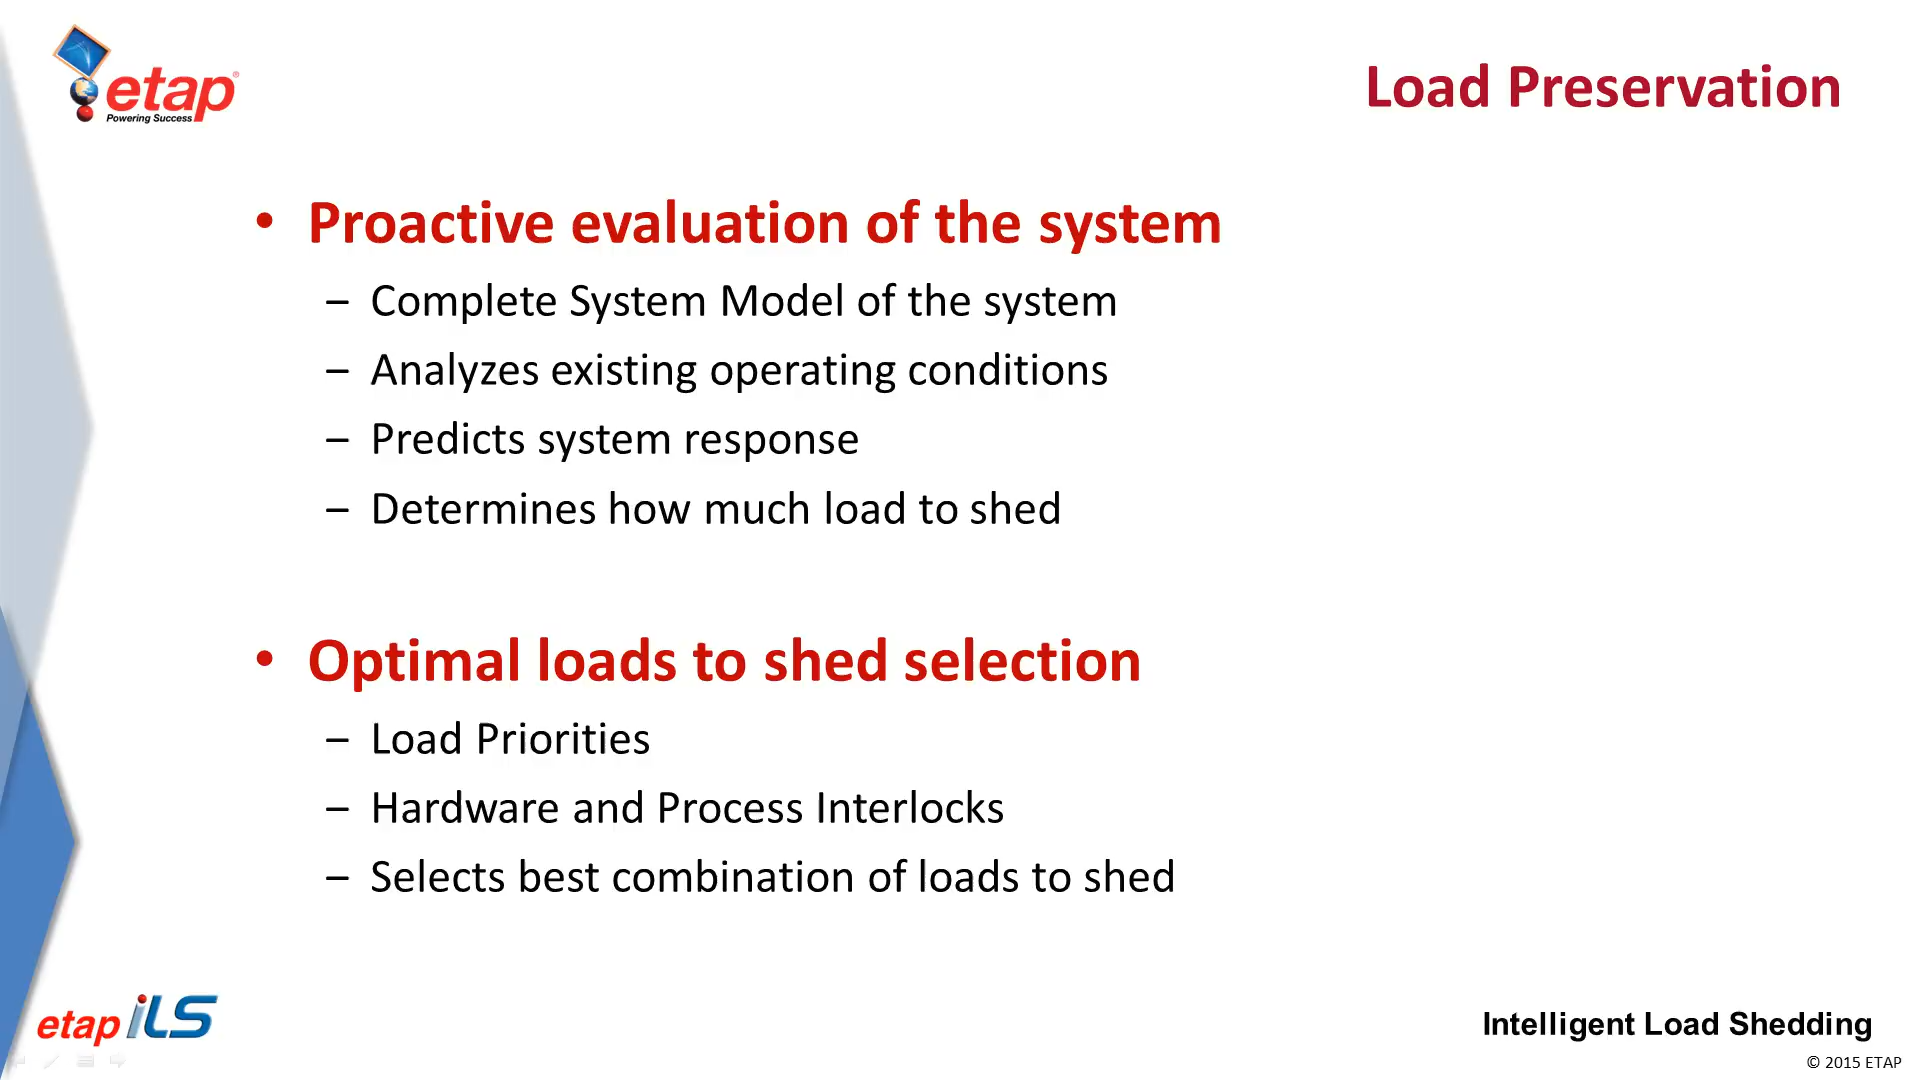 etap®
Powering Success
Load Preservation
• Proactive evaluation of the system
– Complete System Model of the system
– Analyzes existing operating conditions
– Predicts system response
– Determines how much load to shed
• Optimal loads to shed selection
– Load Priorities
– Hardware and Process Interlocks
– Selects best combination of loads to shed
etap iLS
Intelligent Load Shedding
© 2015 ETAP